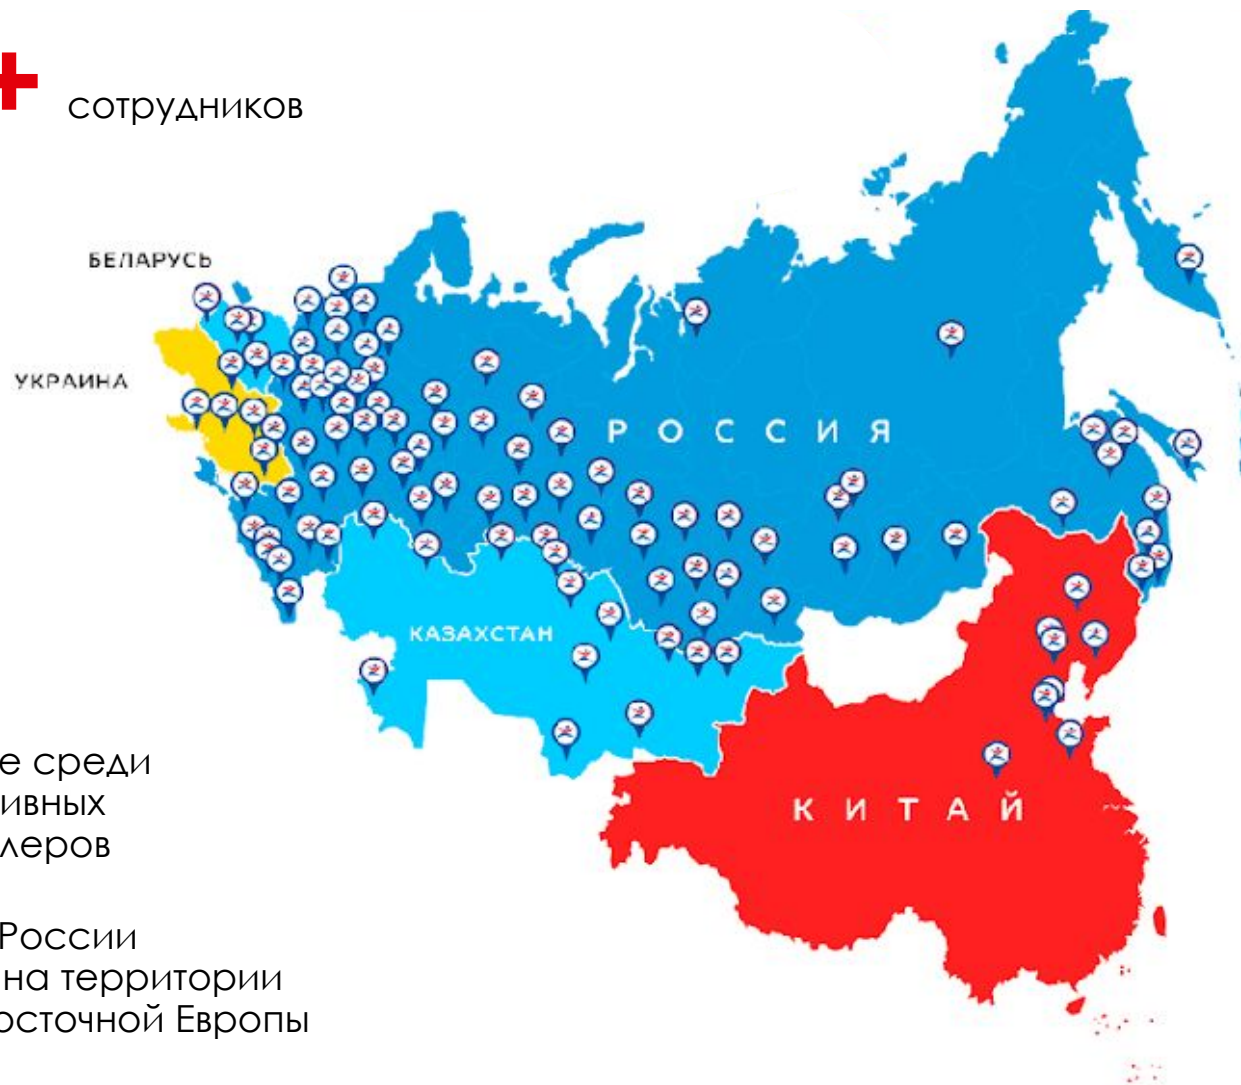 + сотрудников
БЕЛАРУСЬ
УКРАИНА
РОССИЯ
КАЗАХСТАН
КИТАЙ
е среди
ивных
леров
России
на территории
осточной Европы